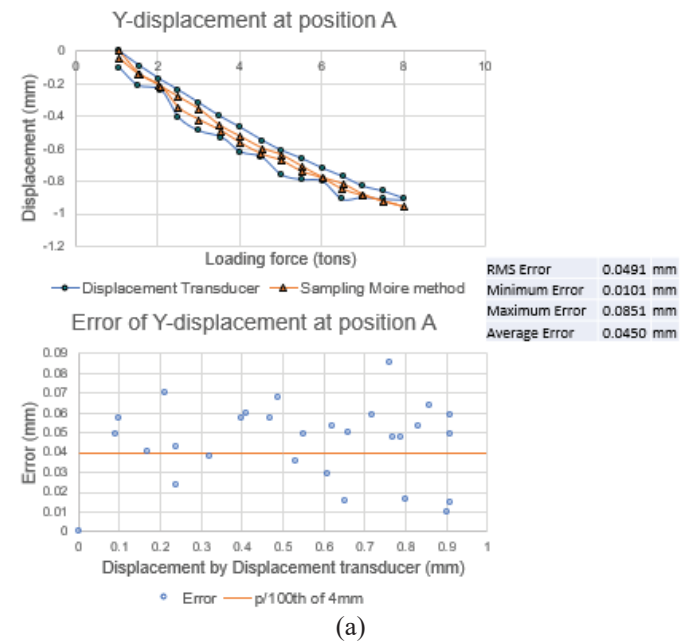 Y-displacement at position A
0
-0.2
-0.4
-0.6
-0.8
-1
-1.2
0 2 4 6 8 10
Displacement (mm)
Loading force (tons)
Displacement Transducer Sampling Moire method
RMS Error 0.0491 mm
Minimum Error 0.0101 mm
Maximum Error 0.0851 mm
Average Error 0.0450 mm
Error of Y-displacement at position A
0.09
0.08
0.07
0.06
0.05
0.04
0.03
0.02
0.01
0
0 0.1 0.2 0.3 0.4 0.5 0.6 0.7 0.8 0.9 1
Error (mm)
Displacement by Displacement transducer (mm)
Error p/100th of 4mm
(a)